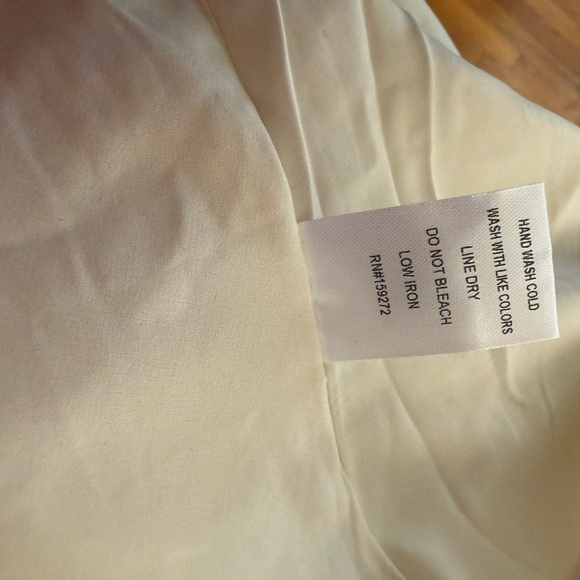 HAND WASH COLD
WASH WITH LIKE COLORS
LINE DRY
DO NOT BLEACH
LOW IRON
RN#159272